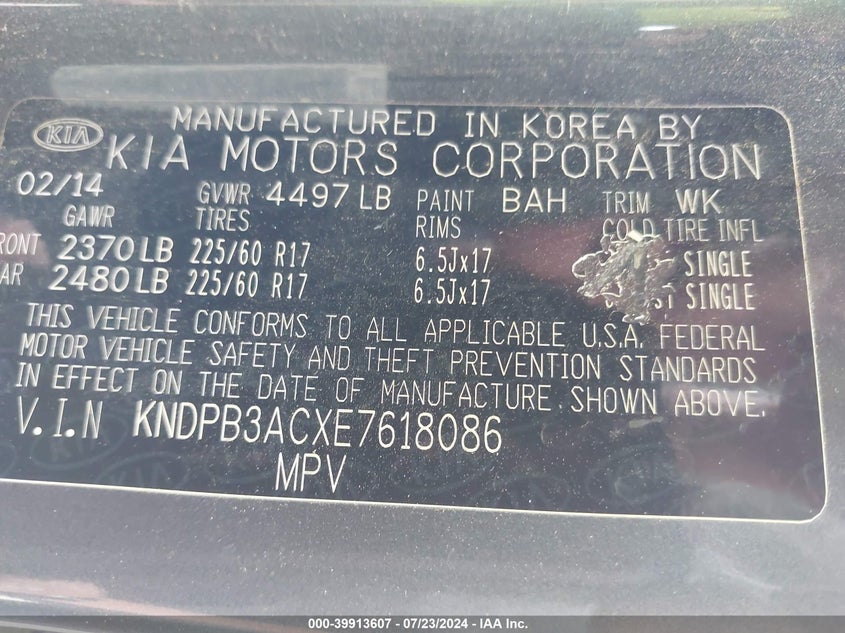 KIA MANUFACTURED IN KOREA BY
KIA MOTORS CORPORATION
02/14 GVWR 4497 LB PAINT BAH TRIM WK
GAWR TIRES RIMS COLD TIRE INFL
FRONT 2370 LB 225/60 R17 6.5Jx17 SINGLE
AR 2480 LB 225/60 R17 6.5Jx17 SINGLE
THIS VEHICLE CONFORMS TO ALL APPLICABLE U.S.A. FEDERAL
MOTOR VEHICLE SAFETY AND THEFT PREVENTION STANDARDS
IN EFFECT ON THE DATE OF MANUFACTURE SHOWN ABOVE.
V.I.N KNDPB3ACXE7618086
MPV
000-39913607 / 07/23/2024 - IAA Inc.